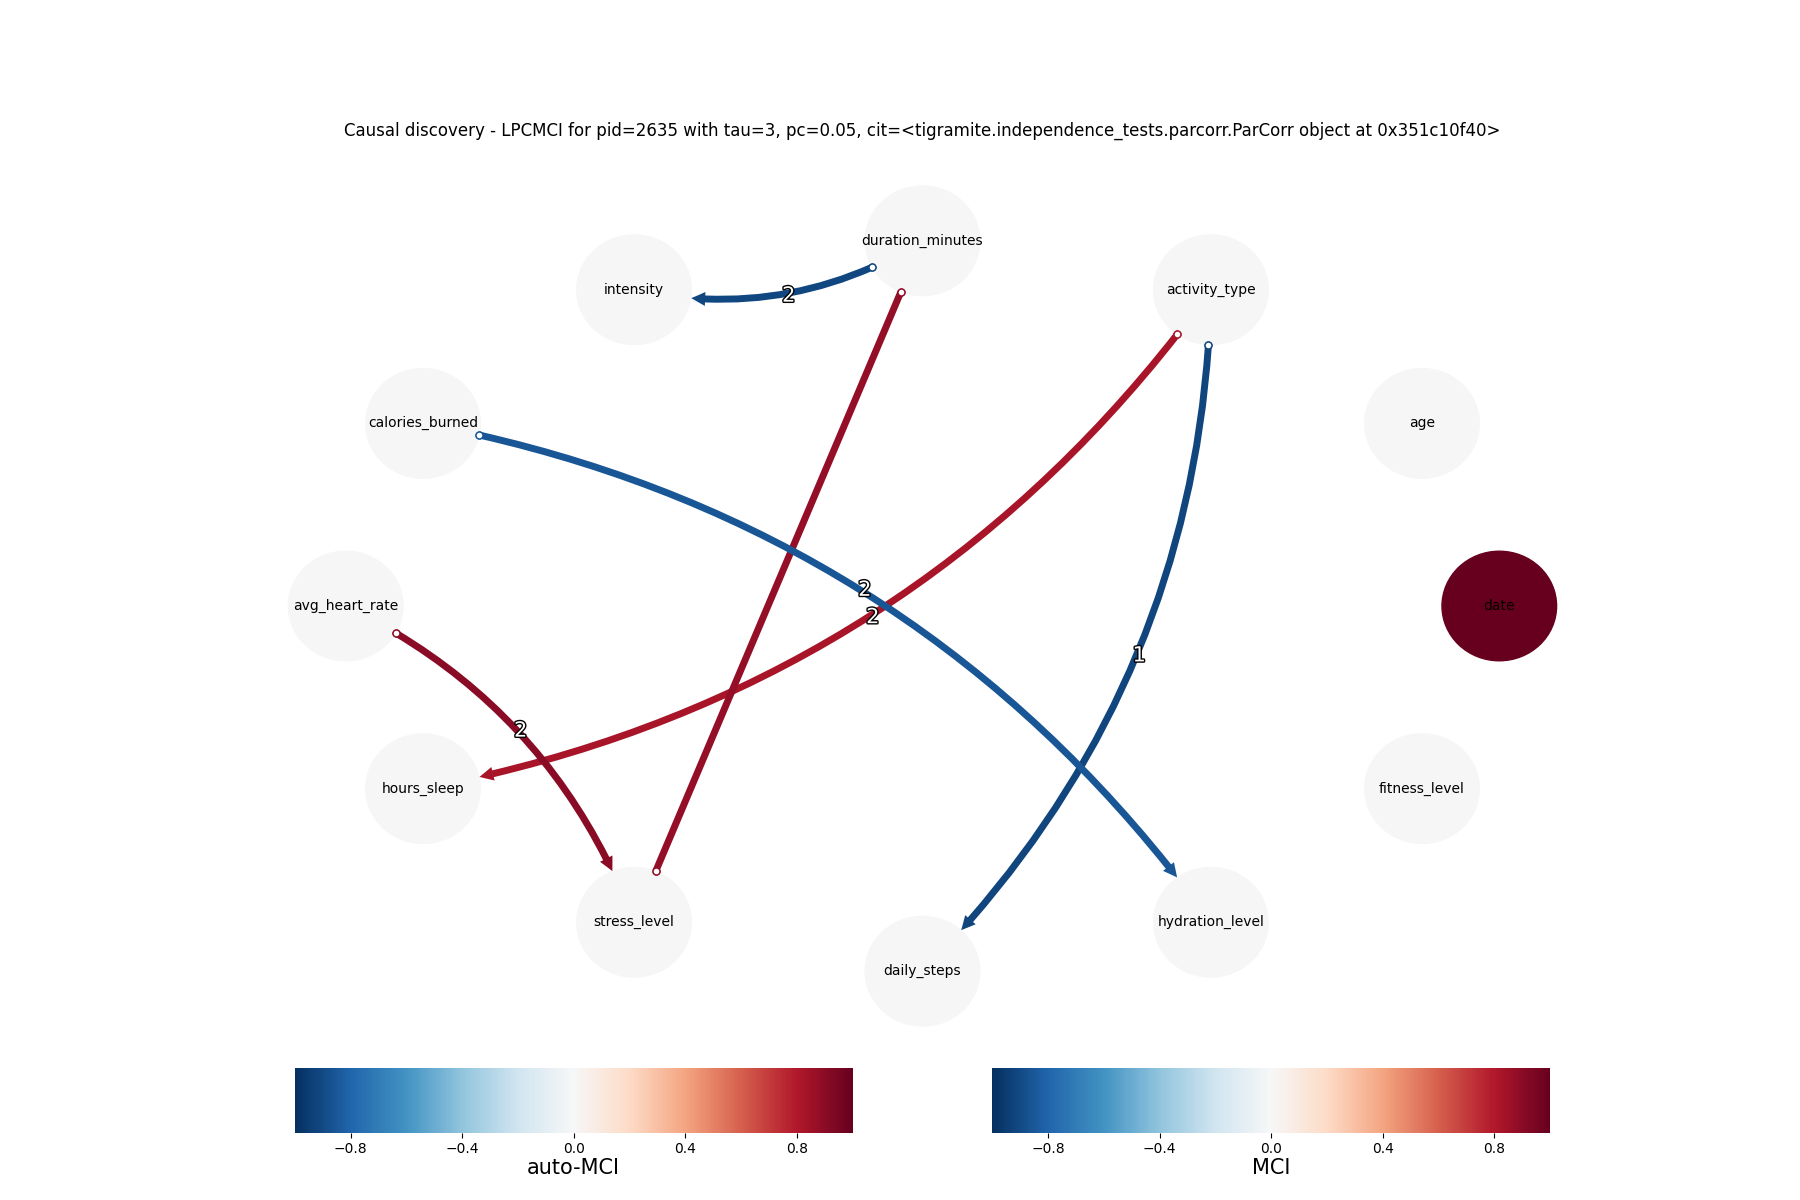 Causal discovery - LPCMCI for pid=2635 with tau=3, pc=0.05, cit=<tigramite.independence_tests.parcorr.ParCorr object at 0x351c10f40>
duration_minutes
intensity
activity_type
2
calories_burned
age
2
avg_heart_rate
date
2
1
2
hours_sleep
fitness_level
stress_level
hydration_level
daily_steps
−0.8 −0.4 0.0 0.4 0.8
auto-MCI
−0.8 −0.4 0.0 0.4 0.8
MCI